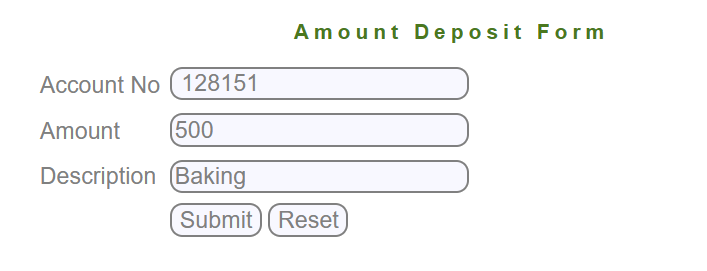 Amount Deposit Form
Account No 128151
Amount 500
Description Baking
Submit Reset